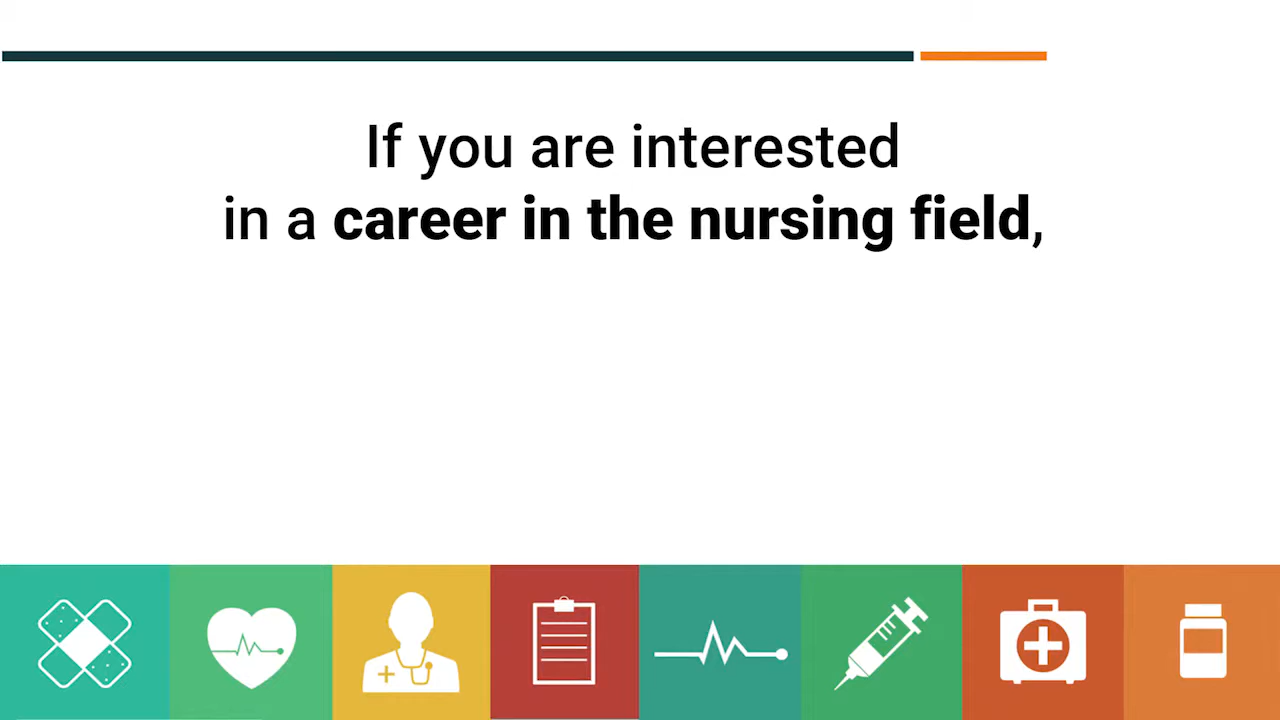 If you are interested
in a career in the nursing field,